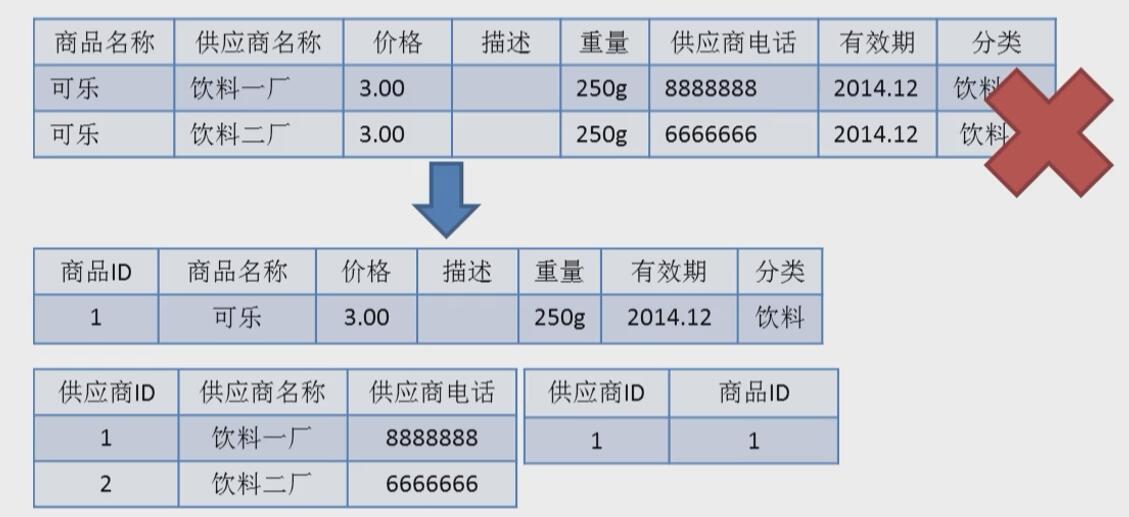 商品名称 供应商名称 价格 描述 重量 供应商电话 有效期 分类
可乐 饮料一厂 3.00 250g 8888888 2014.12 饮料
可乐 饮料二厂 3.00 250g 6666666 2014.12 饮料
商品ID 商品名称 价格 描述 重量 有效期 分类
1 可乐 3.00 250g 2014.12 饮料
供应商ID 供应商名称 供应商电话
1 饮料一厂 8888888
2 饮料二厂 6666666
供应商ID 商品ID
1 1